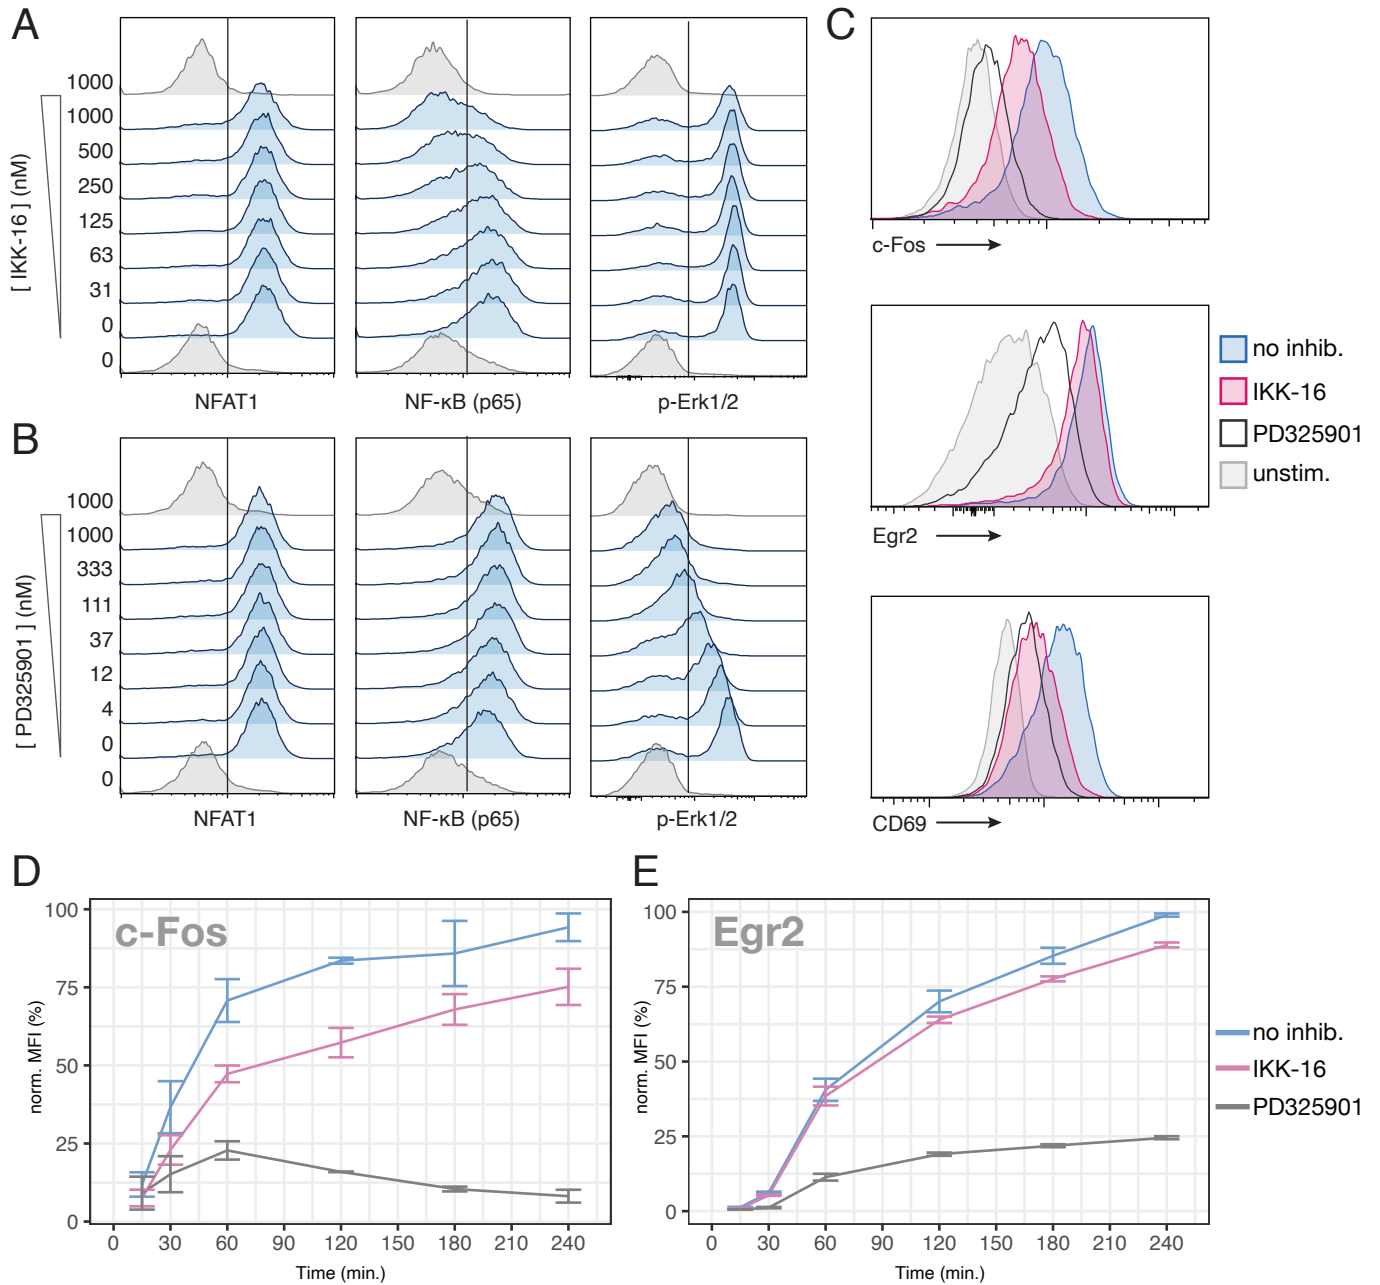 A
[ IKK-16 ] (nM)
1000
1000
500
250
125
63
31
0
0
NFAT1
NF-κB (p65)
p-Erk1/2
B
[ PD325901 ] (nM)
1000
1000
333
111
37
12
4
0
0
NFAT1
NF-κB (p65)
p-Erk1/2
C
c-Fos
Egr2
CD69
no inhib.
IKK-16
PD325901
unstim.
D
c-Fos
norm. MFI (%)
100
75
50
25
0
0 30 60 90 120 150 180 210 240
Time (min.)
E
Egr2
norm. MFI (%)
100
75
50
25
0
0 30 60 90 120 150 180 210 240
Time (min.)
no inhib.
IKK-16
PD325901